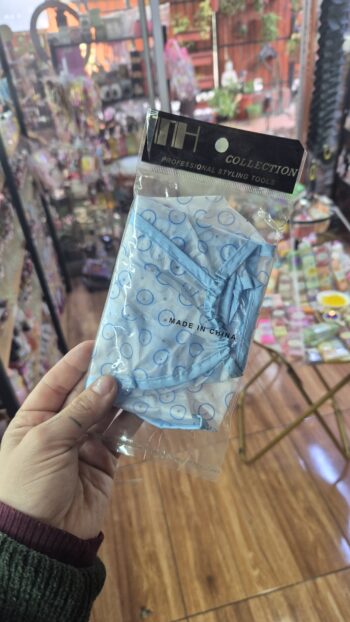 COLLECTION
PROFESSIONAL STYLING TOOLS
MADE IN CHINA